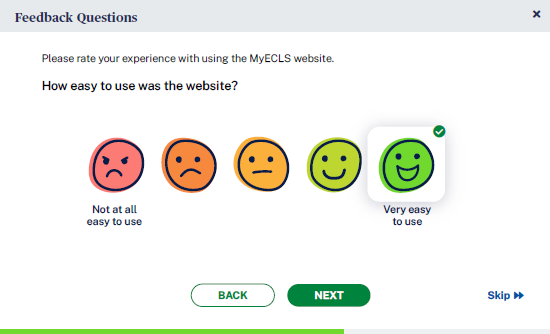 Feedback Questions
Please rate your experience with using the MyECLS website.
How easy to use was the website?
Not at all
easy to use
Very easy
to use
BACK
NEXT
Skip